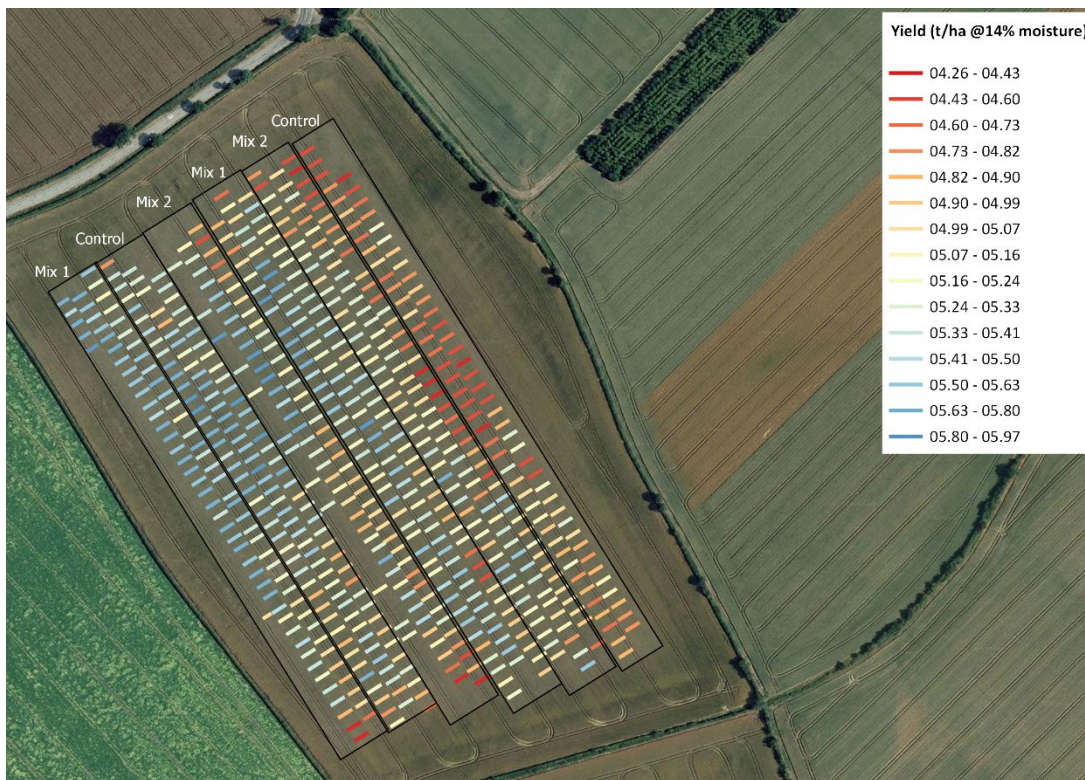 Yield (t/ha @14% moisture)
04.26 - 04.43
04.43 - 04.60
04.60 - 04.73
04.73 - 04.82
04.82 - 04.90
04.90 - 04.99
04.99 - 05.07
05.07 - 05.16
05.16 - 05.24
05.24 - 05.33
05.33 - 05.41
05.41 - 05.50
05.50 - 05.63
05.63 - 05.80
05.80 - 05.97
Control
Mix 2
Mix 1
Mix 2
Control
Mix 1